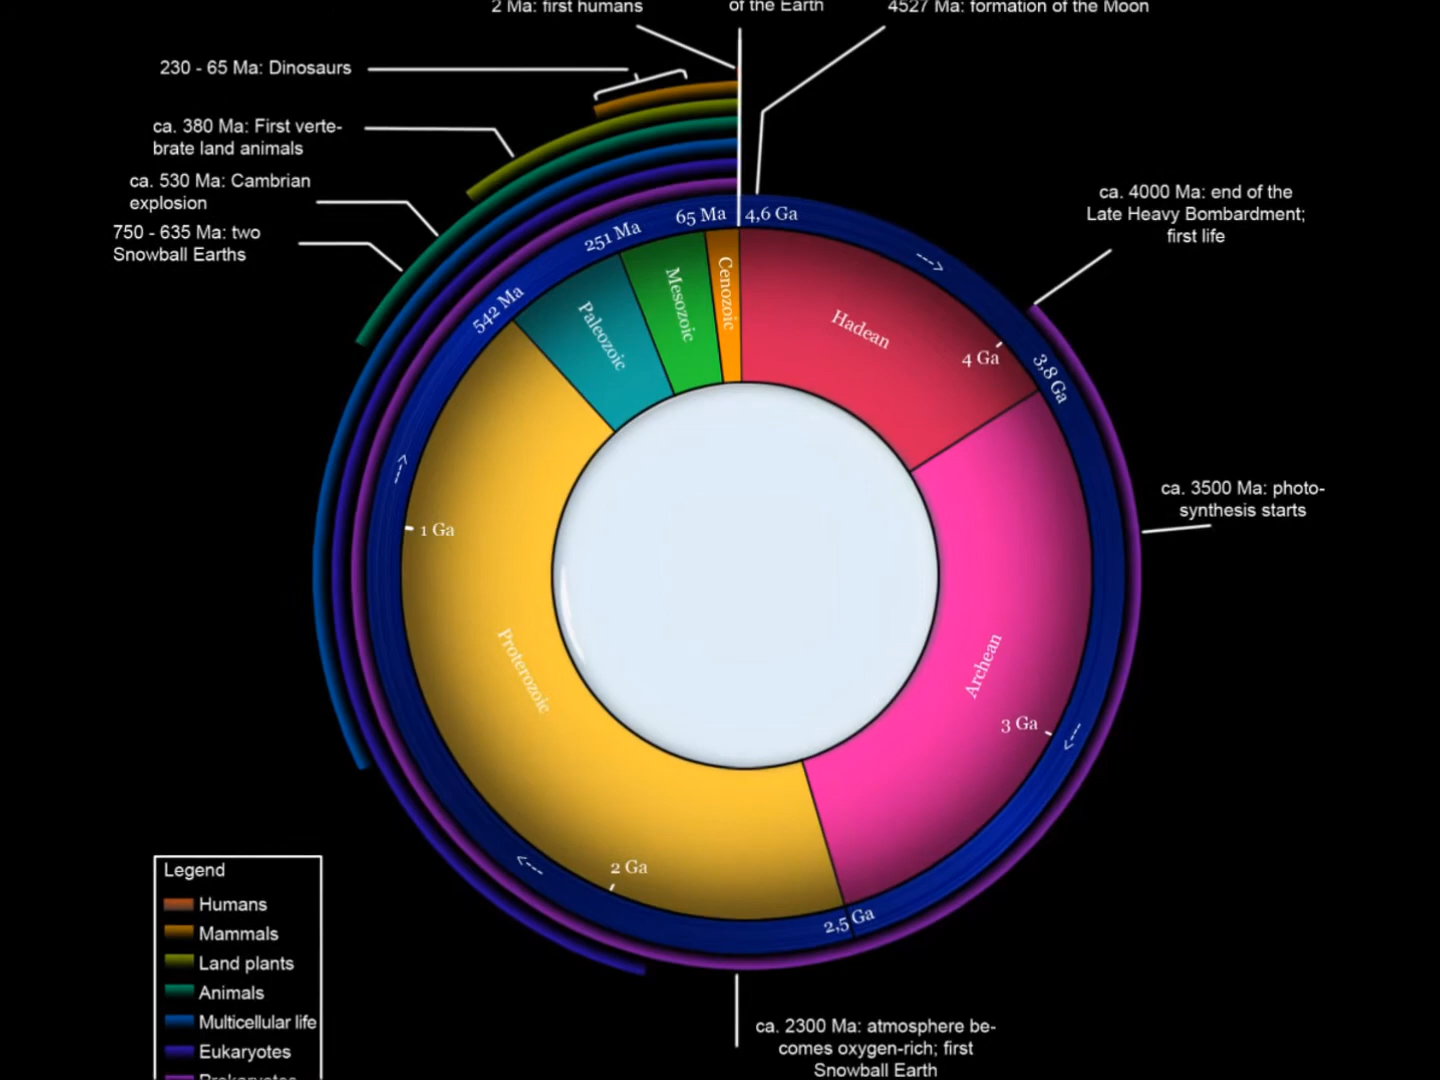 2 Ma: first humans
of the Earth
4527 Ma: formation of the Moon
230 - 65 Ma: Dinosaurs
ca. 380 Ma: First verte-
brate land animals
ca. 530 Ma: Cambrian
explosion
750 - 635 Ma: two
Snowball Earths
ca. 4000 Ma: end of the
Late Heavy Bombardment;
first life
ca. 3500 Ma: photo-
synthesis starts
ca. 2300 Ma: atmosphere be-
comes oxygen-rich; first
Snowball Earth
4,6 Ga
65 Ma
251 Ma
542 Ma
3,8 Ga
2,5 Ga
Hadean
4 Ga
Archean
3 Ga
Proterozoic
2 Ga
1 Ga
Paleozoic
Mesozoic
Cenozoic
Legend
Humans
Mammals
Land plants
Animals
Multicellular life
Eukaryotes
Prokaryotes